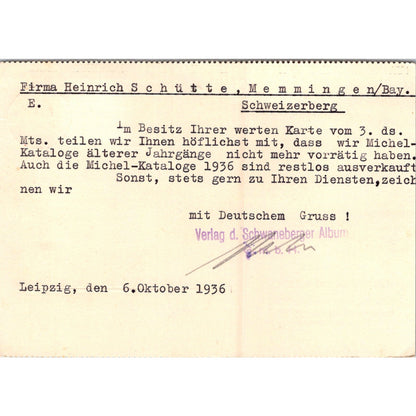 Firma Heinrich Schütte, Memmingen/Bay.
E. Schweizerberg
Im Besitz Ihrer werten Karte vom 3. ds.
Mts. teilen wir Ihnen höflichst mit, dass wir Michel-
Kataloge älterer Jahrgänge nicht mehr vorrätig haben.
Auch die Michel-Kataloge 1936 sind restlos ausverkauft
Sonst, stets gern zu Ihren Diensten,zeich
nen wir
mit Deutschem Gruss !
Verlag d. Schwaneberger Album
Leipzig, den 6.Oktober 1936